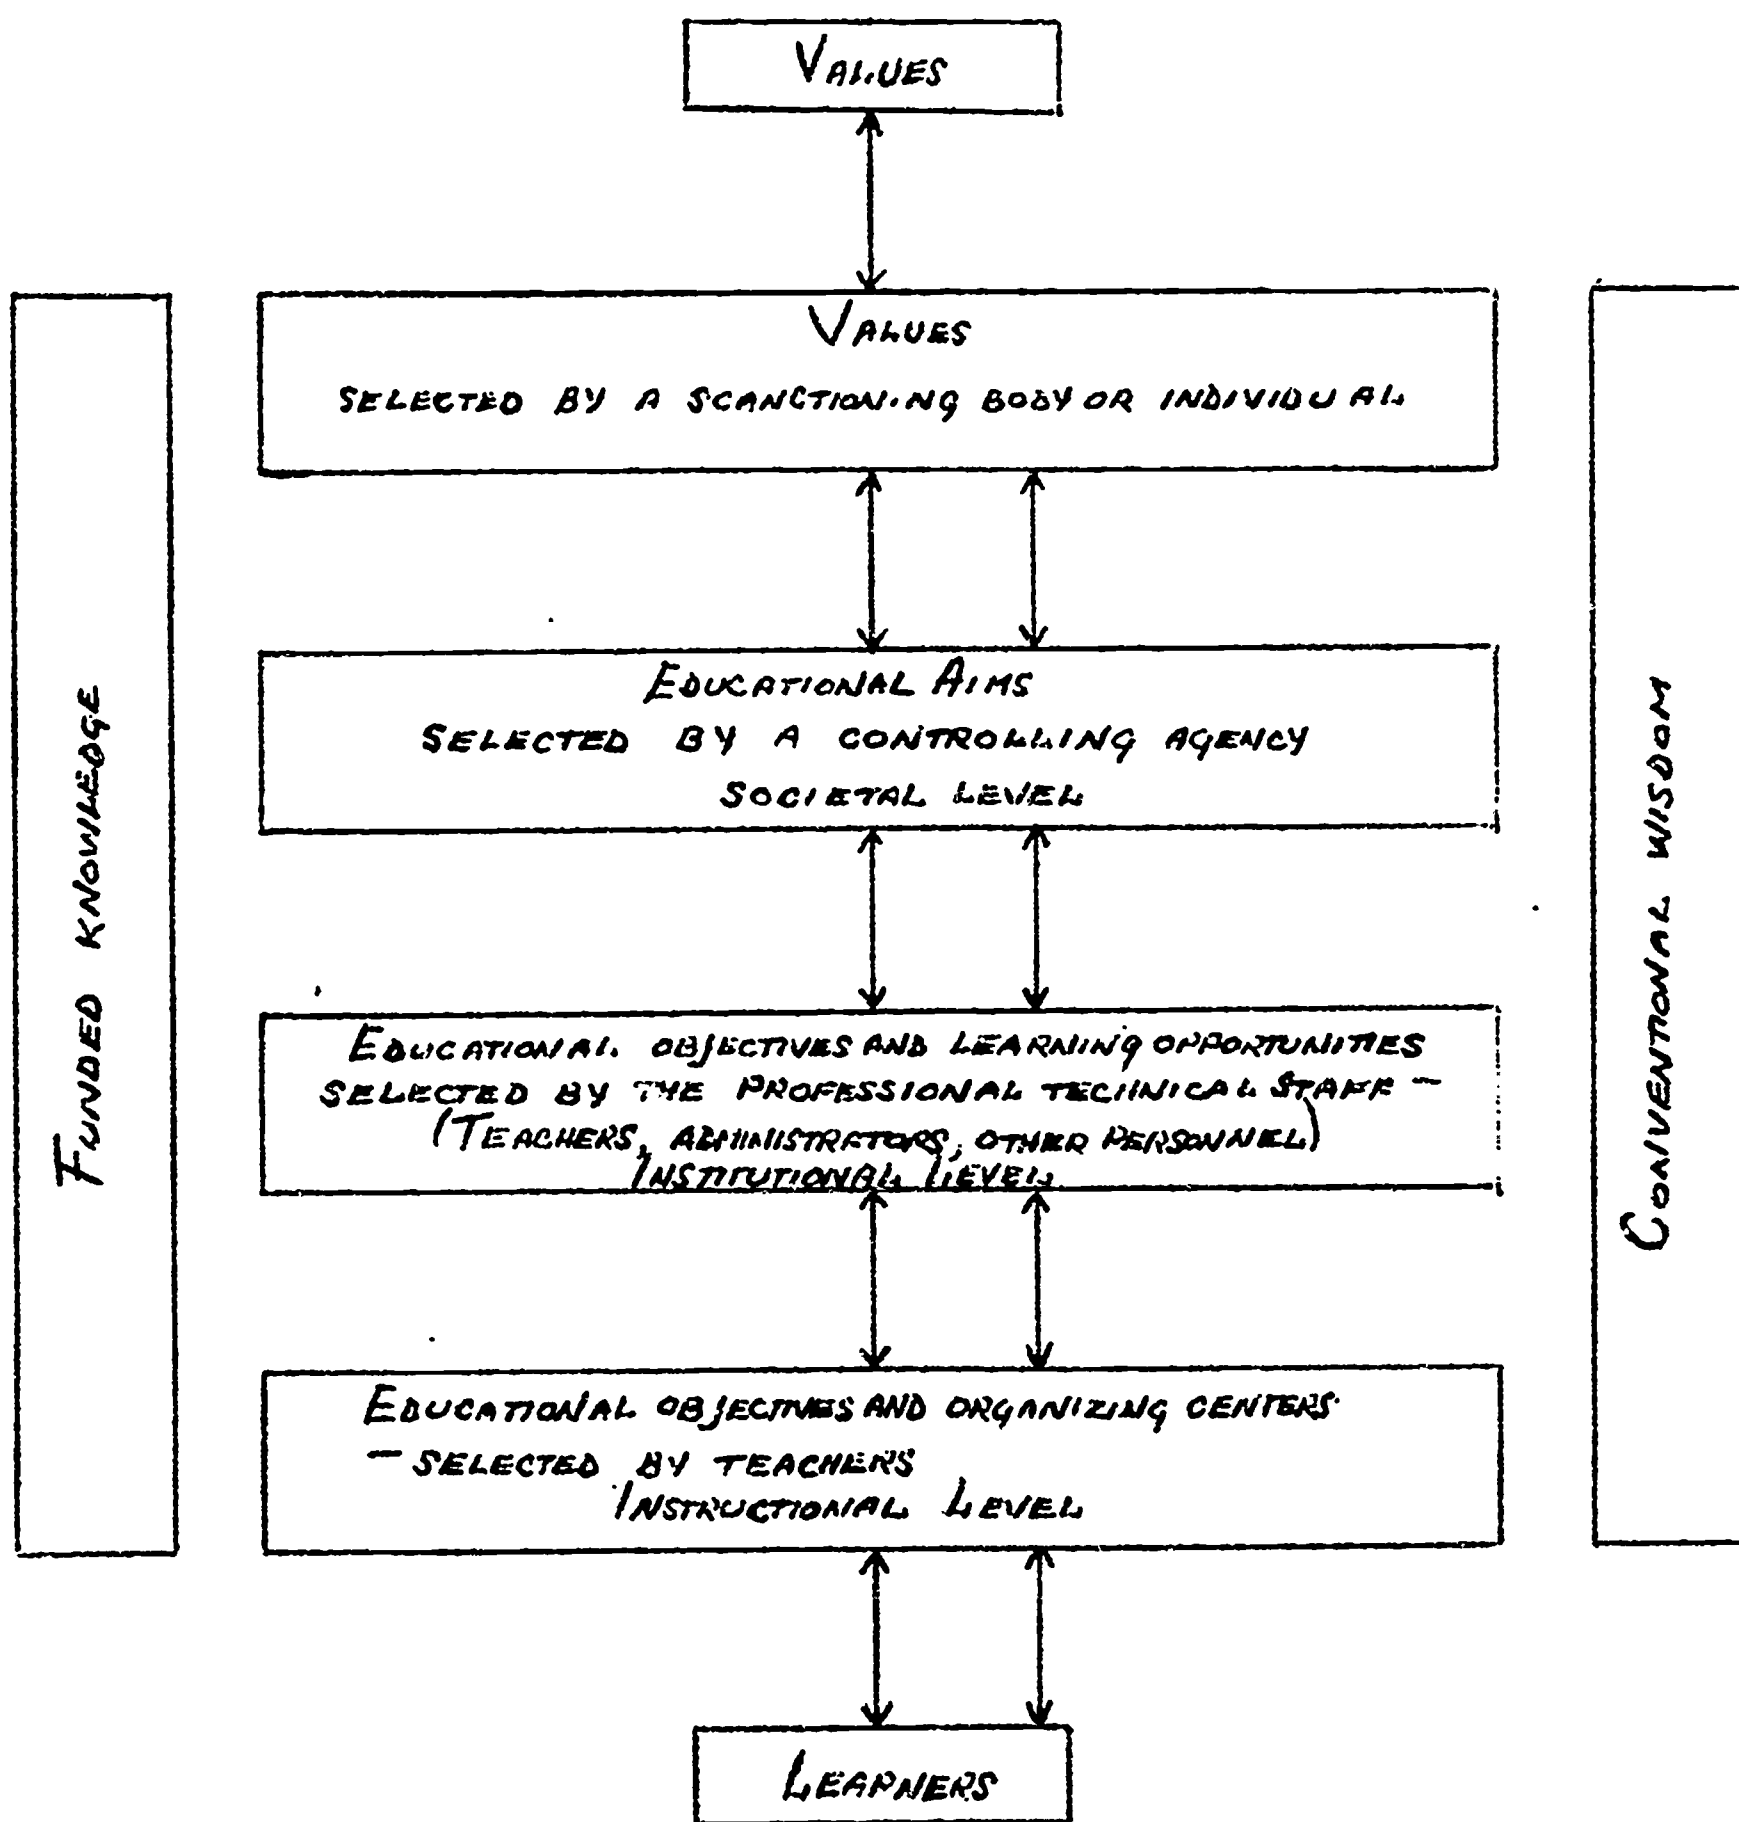 VALUES
VALUES
SELECTED BY A SCANCTIONING BODY OR INDIVIDUAL
EDUCATIONAL AIMS
SELECTED BY A CONTROLLING AGENCY
SOCIETAL LEVEL
FUNDED KNOWLEDGE
CONVENTIONAL WISDOM
EDUCATIONAL OBJECTIVES AND LEARNING OPPORTUNITIES
SELECTED BY THE PROFESSIONAL TECHNICAL STAFF -
(TEACHERS, ADMINISTRATORS, OTHER PERSONNEL)
INSTITUTIONAL LEVEL
EDUCATIONAL OBJECTIVES AND ORGANIZING CENTERS
- SELECTED BY TEACHERS
INSTRUCTIONAL LEVEL
LEARNERS